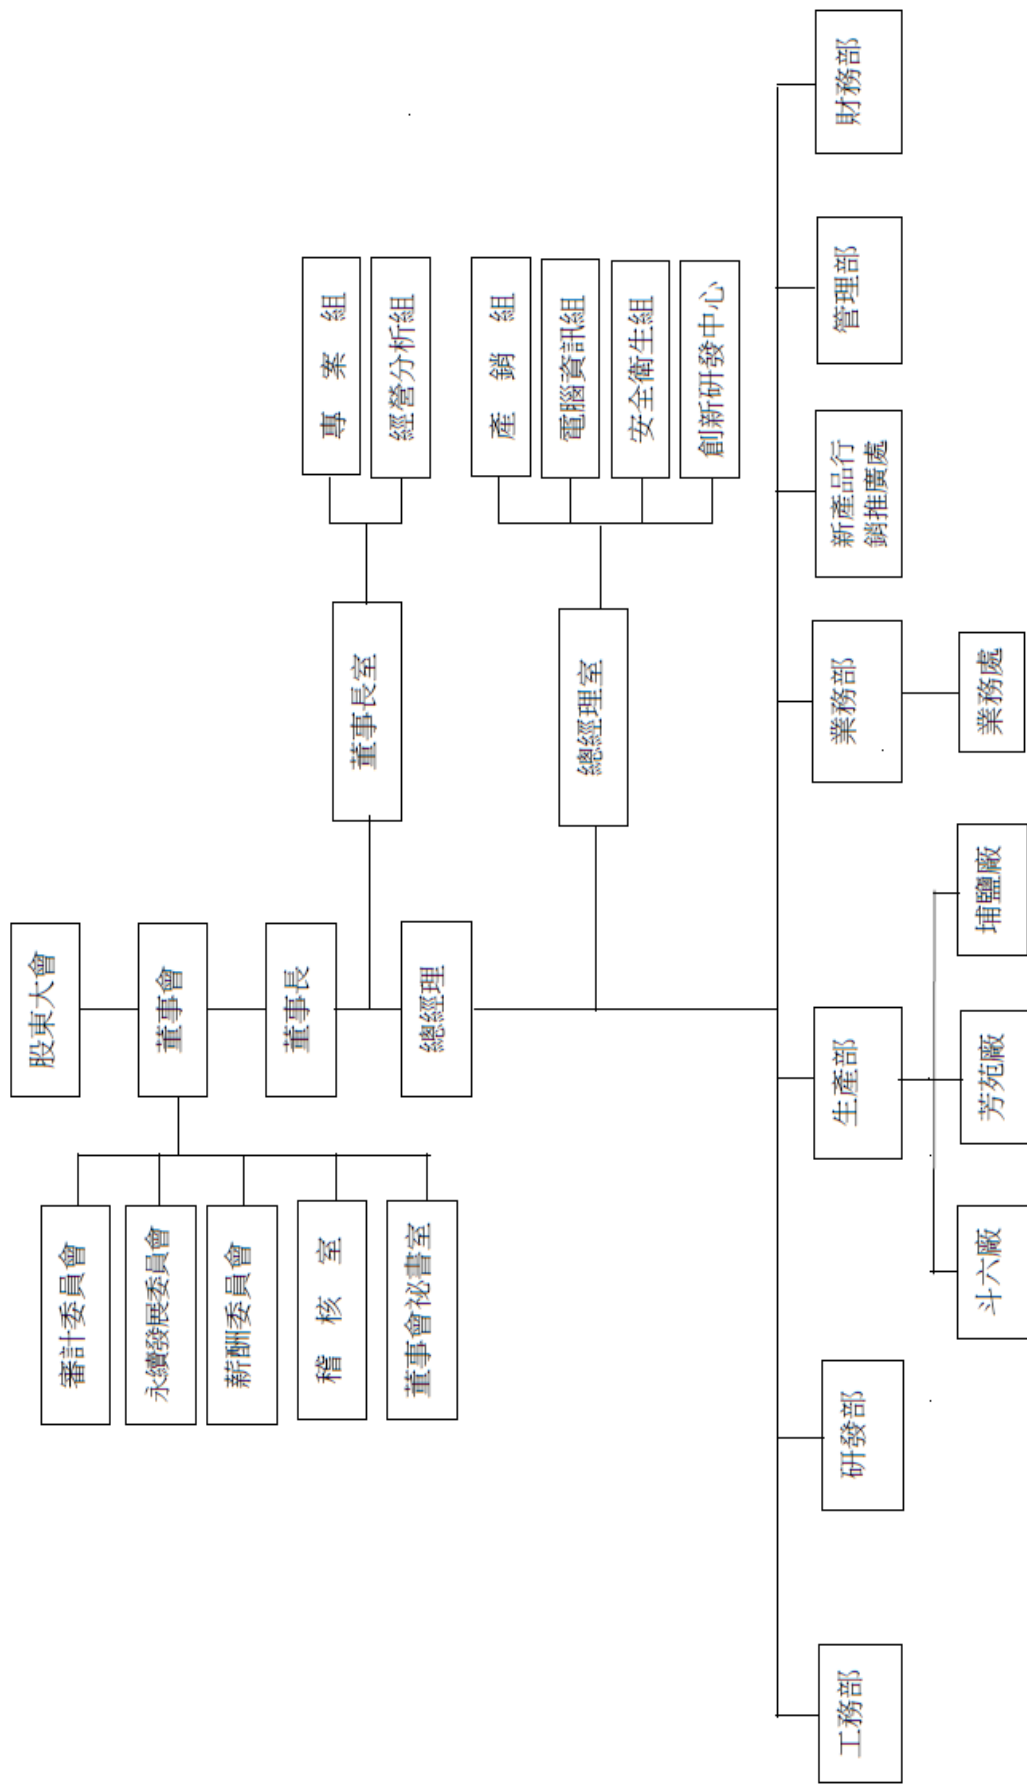 股東大會
董事會
審計委員會
永續發展委員會
薪酬委員會
稽核室
董事會祕書室
董事長
董事長室
專案組
經營分析組
總經理
總經理室
產銷組
電腦資訊組
安全衛生組
創新研發中心
工務部
研發部
生產部
斗六廠
芳苑廠
埔鹽廠
業務部
業務處
新產品行
銷推廣處
管理部
財務部